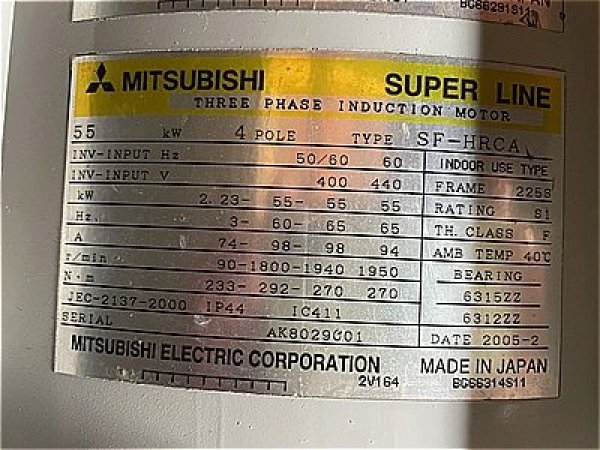 BC66291S11
MITSUBISHI SUPER LINE
THREE PHASE INDUCTION MOTOR
55 kW 4 POLE TYPE SF-HRCA
INV-INPUT Hz 50/60 60 INDOOR USE TYPE
INV-INPUT V 400 440 FRAME 225S
kW 2.23- 55- 55 55 RATING S1
Hz 3- 60- 65 65 TH.CLASS F
A 74- 98- 98 94 AMB TEMP 40℃
r/min 90-1800-1940 1950 BEARING
N·m 233- 292- 270 270 6315ZZ
JEC-2137-2000 IP44 IC411 6312ZZ
SERIAL AK8029C01 DATE 2005-2
MITSUBISHI ELECTRIC CORPORATION MADE IN JAPAN
2V164 BC66314S11